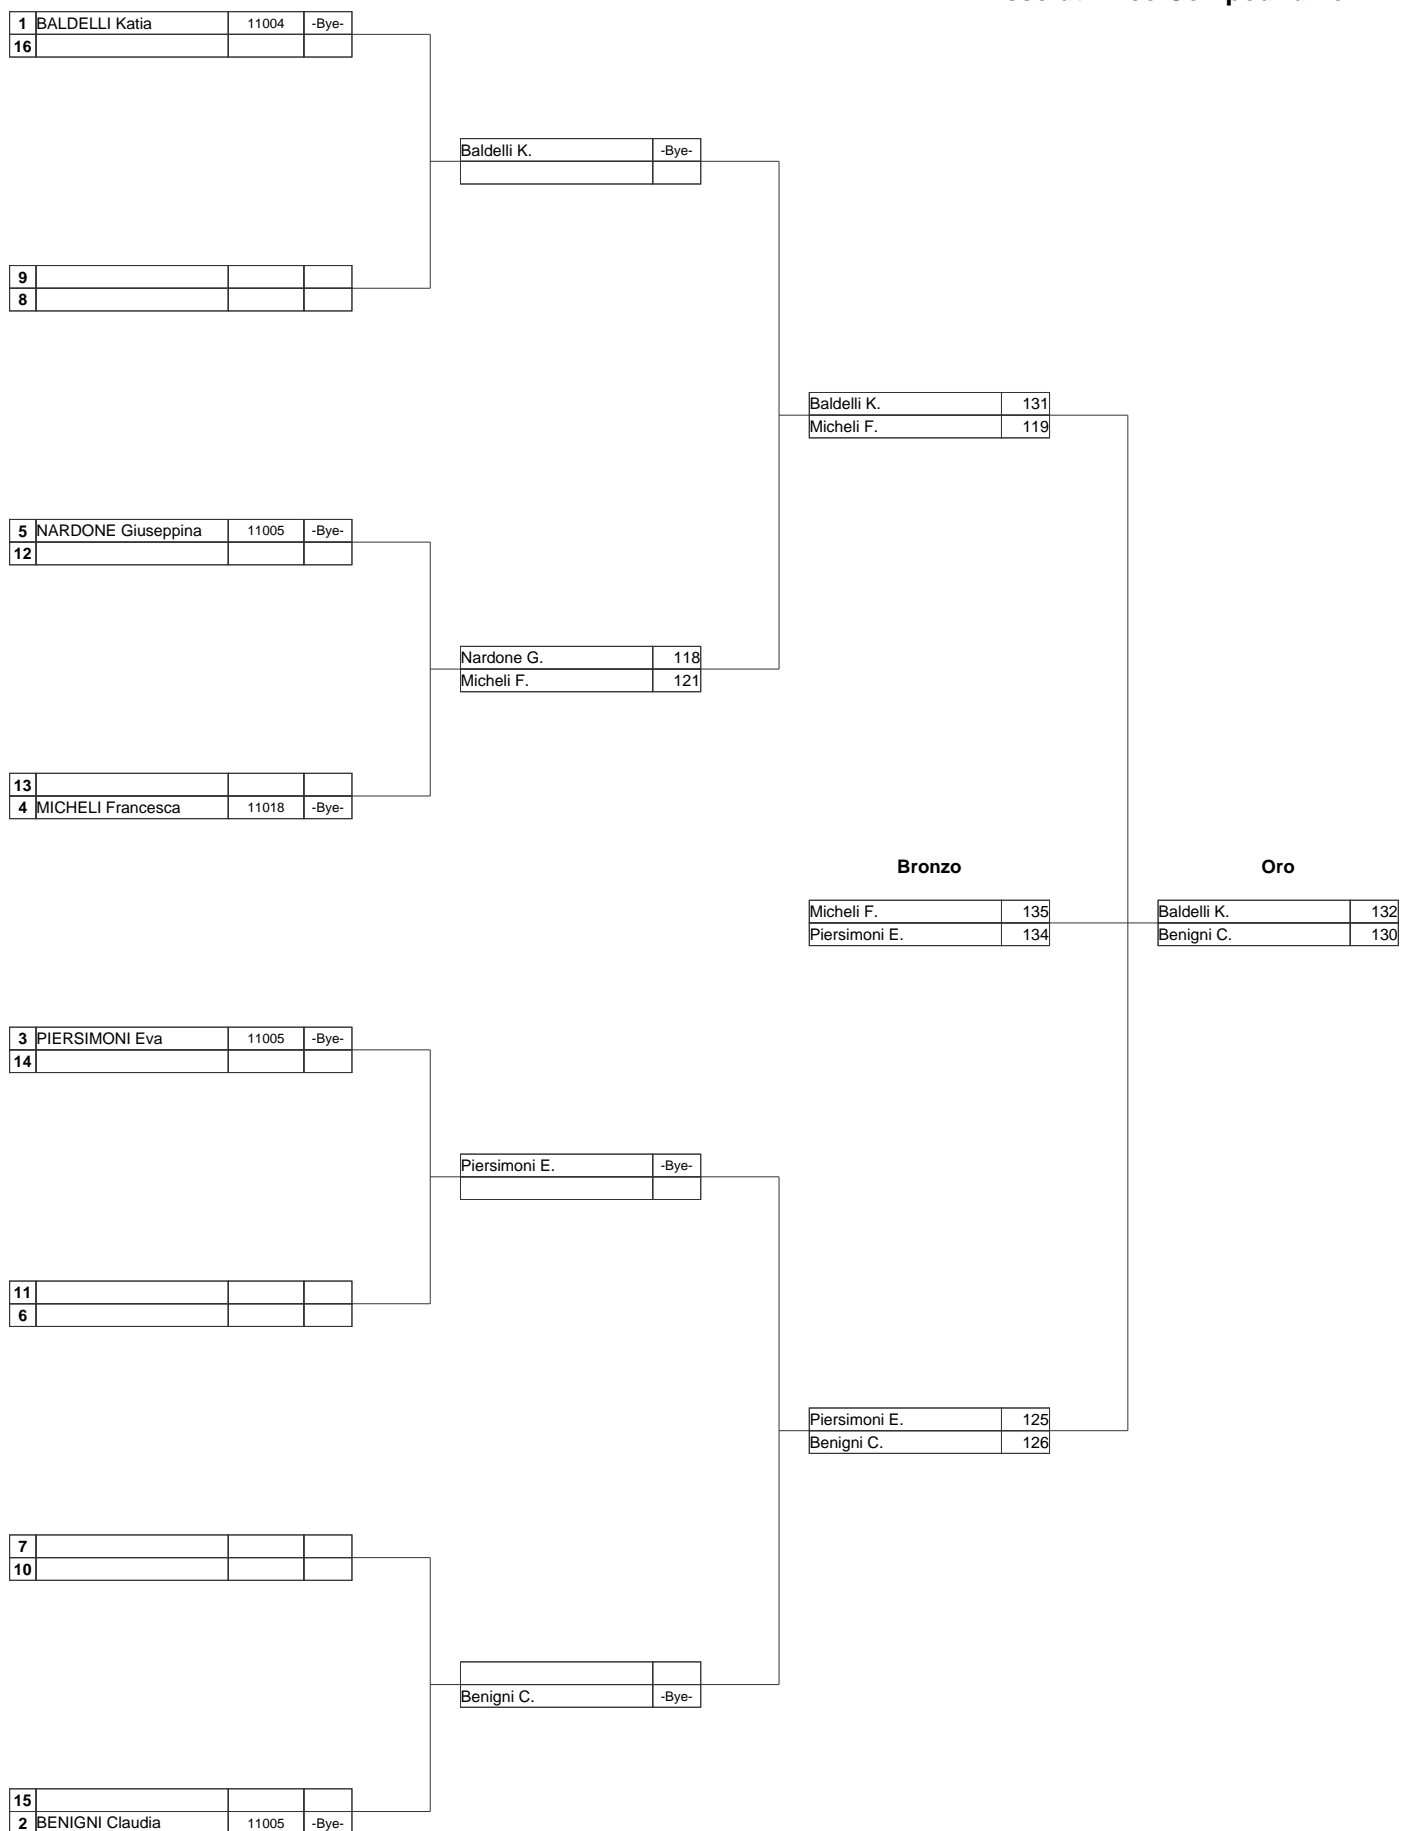 1 BALDELLI Katia 11004 -Bye-
16
Baldelli K. -Bye-
9
8
Baldelli K. 131
Micheli F. 119
5 NARDONE Giuseppina 11005 -Bye-
12
Nardone G. 118
Micheli F. 121
13
4 MICHELI Francesca 11018 -Bye-
Bronzo Oro
Micheli F. 135 Baldelli K. 132
Piersimoni E. 134 Benigni C. 130
3 PIERSIMONI Eva 11005 -Bye-
14
Piersimoni E. -Bye-
11
6
Piersimoni E. 125
Benigni C. 126
7
10
Benigni C. -Bye-
15
2 BENIGNI Claudia 11005 -Bye-